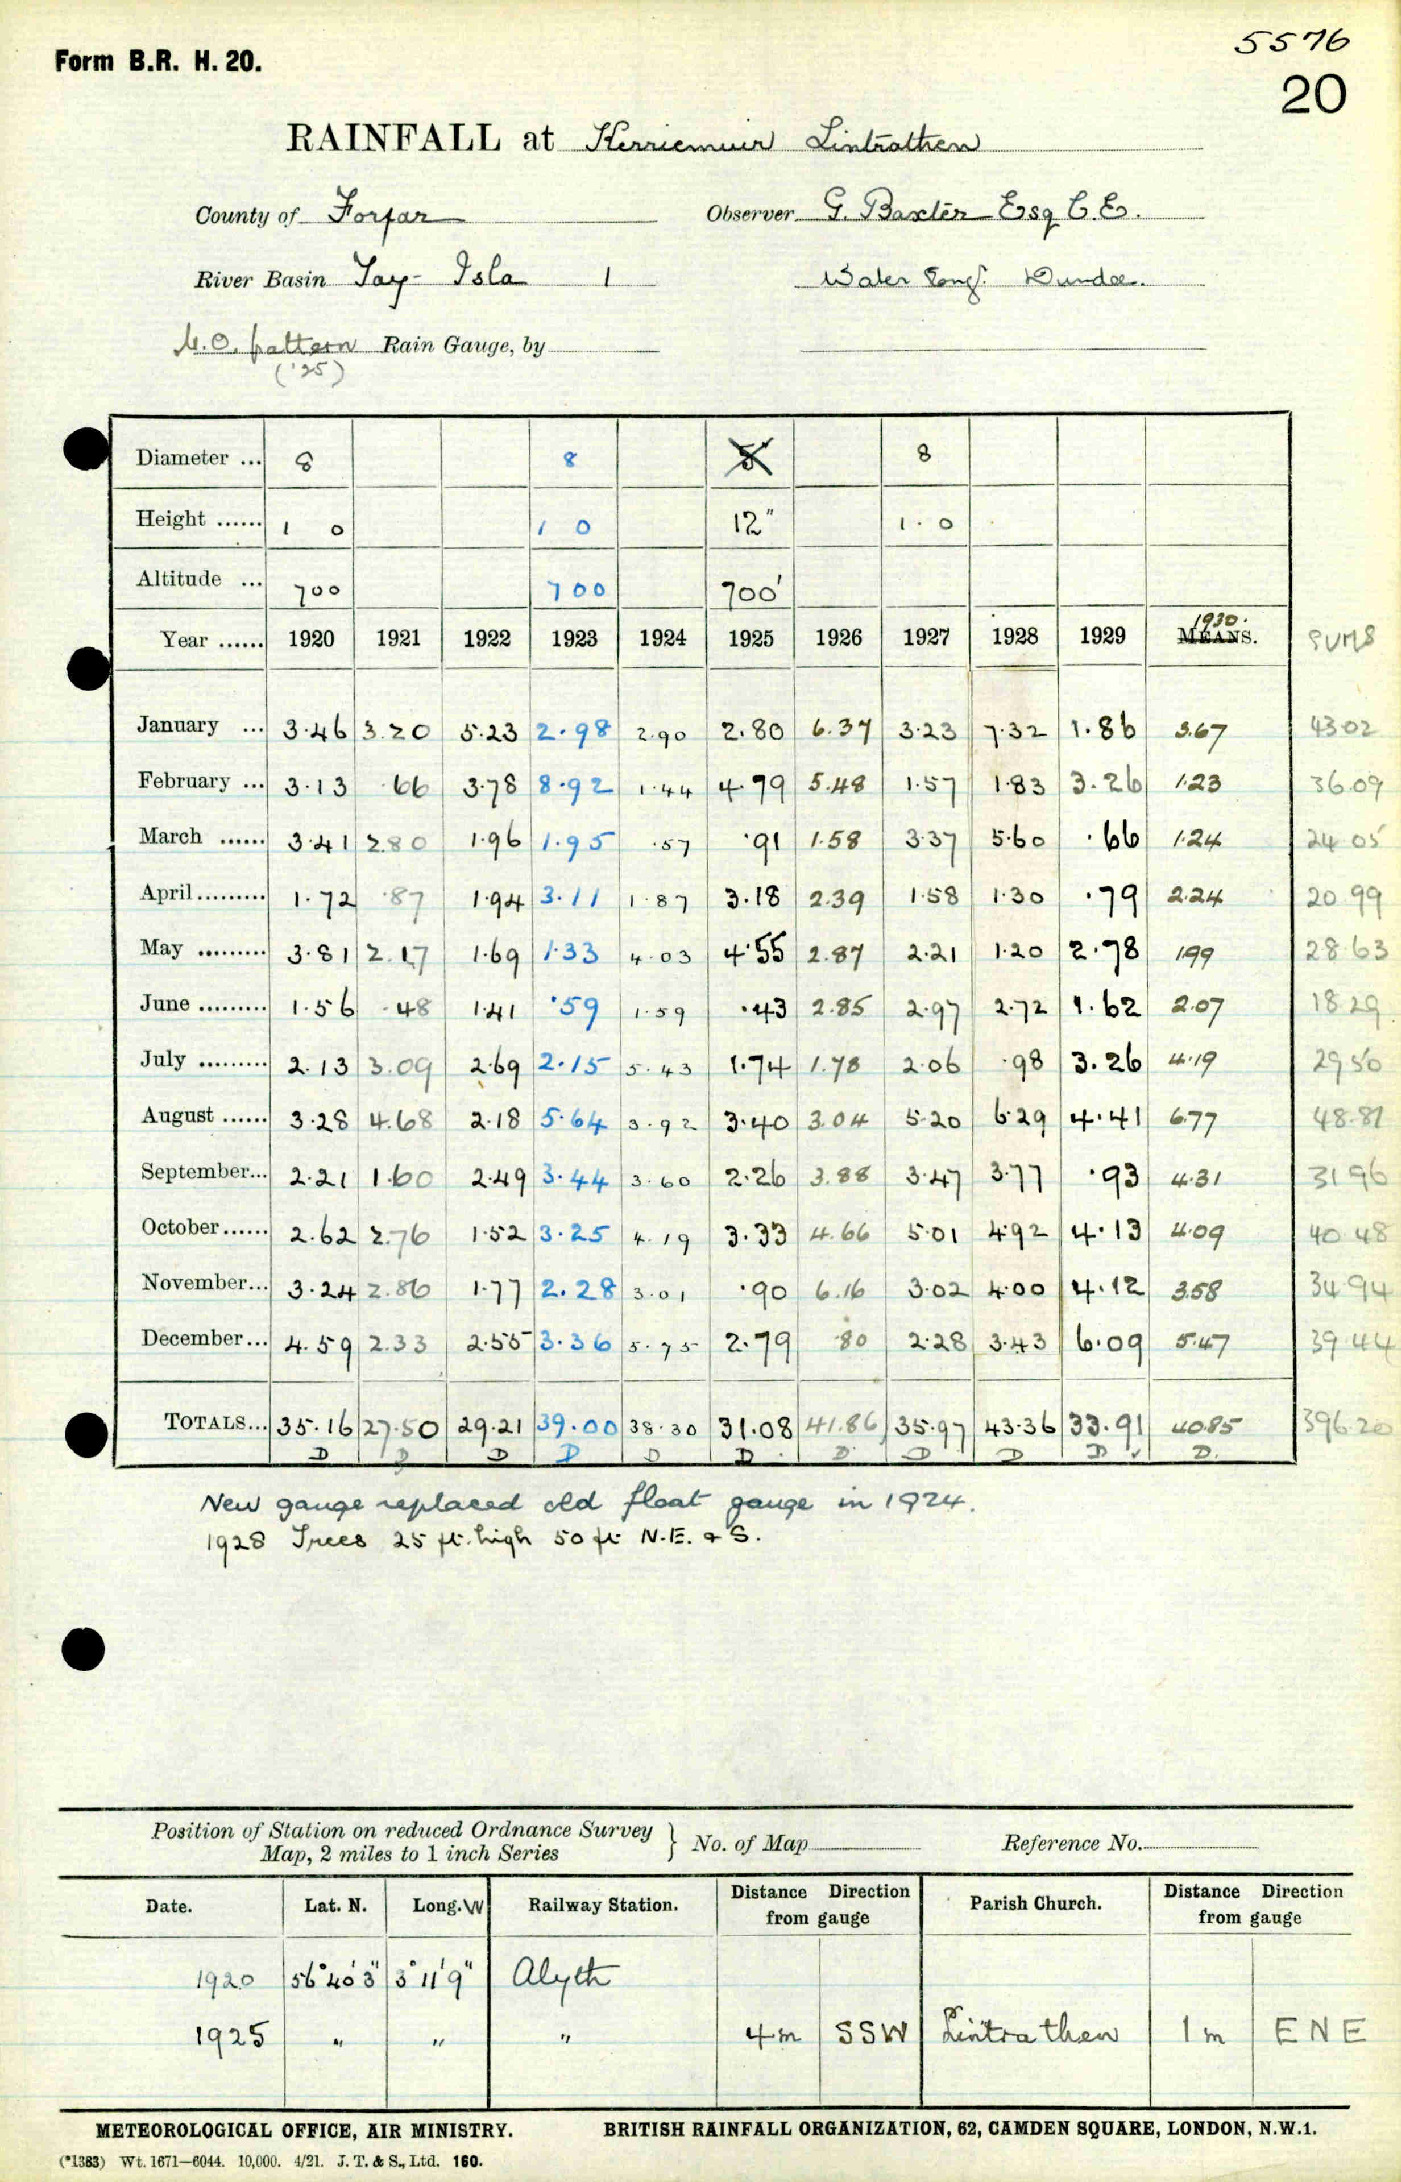 5576
Form B.R. H. 20.
20
RAINFALL at Kerriemuir Lintrathen
County of Forfar Observer G. Baxter Esq C.E.
River Basin Tay - Isla 1 Water Eng. Dundee.
M.O. pattern Rain Gauge, by
('25)
Diameter ... 8 8 5" 8
Height ...... 1 0 1 0 12" 1·0
Altitude ... 700 700 700'
Year ...... 1920 1921 1922 1923 1924 1925 1926 1927 1928 1929 MEANS. 1930. SUMS
January ... 3·46 3.20 5·23 2·98 2·90 2.80 6.37 3·23 7·32 1.86 3.67 43·02
February ... 3·13 ·66 3·78 8·92 1·44 4·79 5.48 1·57 1·83 3.26 1·23 36.09
March ...... 3·41 2.80 1·96 1·95 ·57 ·91 1.58 3·37 5·60 ·66 1·24 24·05
April ......... 1·72 ·87 1·94 3·11 1·87 3·18 2.39 1·58 1·30 ·79 2.24 20·99
May ......... 3·81 2.17 1·69 1·33 4·03 4·55 2.87 2·21 1·20 2·78 1·99 28·63
June ......... 1·56 ·48 1·41 ·59 1·59 ·43 2.85 2·97 2·72 1·62 2.07 18·29
July ......... 2·13 3.09 2·69 2·15 5·43 1·74 1.78 2·06 ·98 3·26 4·19 29·50
August ...... 3·28 4.68 2·18 5·64 3·92 3·40 3.04 5·20 6·29 4·41 6·77 48·81
September... 2·21 1·60 2·49 3·44 3·60 2·26 3.88 3·47 3·77 ·93 4·31 31·96
October ...... 2·62 2.76 1·52 3·25 4·19 3·33 4.66 5·01 4·92 4·13 4·09 40·48
November... 3·24 2.86 1·77 2·28 3·01 ·90 6.16 3·02 4·00 4·12 3.58 34·94
December... 4·59 2.33 2·55 3·36 5·75 2·79 ·80 2·28 3·43 6·09 5·47 39·44
TOTALS... 35·16 27.50 29·21 39·00 38·30 31·08 41.86 35·97 43·36 33·91 40.85 396·20
D D D D D D D D D D ✓ D.
New gauge replaced old float gauge in 1924.
1928 Trees 25 ft. high 50 ft N.E. & S.
Position of Station on reduced Ordnance Survey
Map, 2 miles to 1 inch Series } No. of Map Reference No.
Date. Lat. N. Long. W Railway Station. Distance Direction from gauge Parish Church. Distance Direction from gauge
1920 56°40'3" 3°11'9" Alyth
1925 " " " 4m SSW Lintrathen 1m ENE
METEOROLOGICAL OFFICE, AIR MINISTRY. BRITISH RAINFALL ORGANIZATION, 62, CAMDEN SQUARE, LONDON, N.W.1.
(*1383) Wt. 1671—6044. 10,000. 4/21. J. T. & S., Ltd. 160.